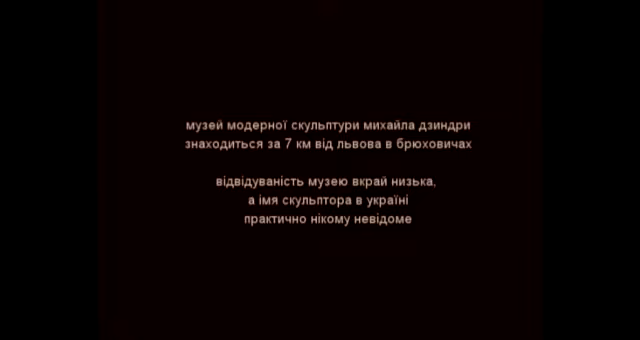 музей модерної скульптури михайла дзиндри
знаходиться за 7 км від львова в брюховичах
відвідуваність музею вкрай низька,
а імя скульптора в україні
практично нікому невідоме